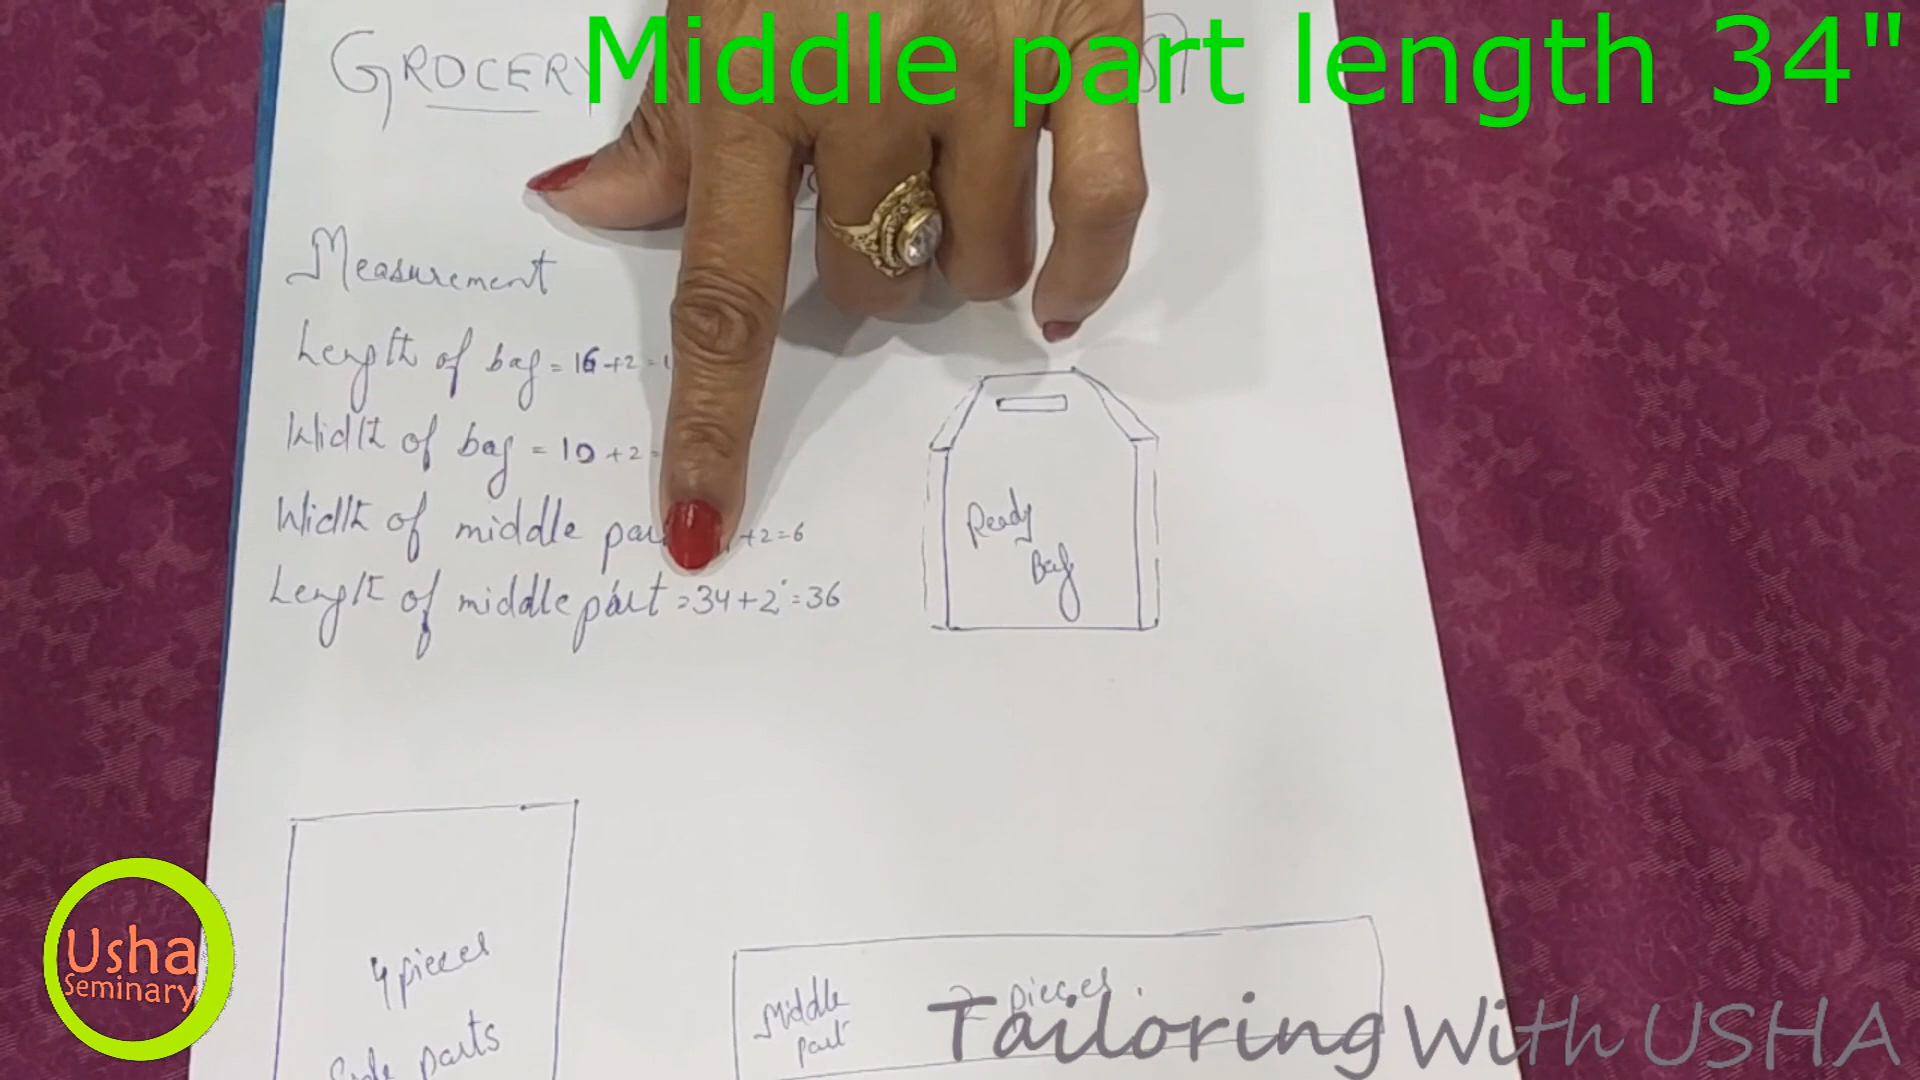 Middle part length 34"
GROCERY
Measurement
Length of bag = 16 +2 =
Width of bag = 10 +2 =
Width of middle par +2 = 6
Length of middle part = 34 + 2 = 36
Ready
Bag
4 pieces
Side parts
Middle
part
pieces
Usha
Seminary
Tailoring With USHA